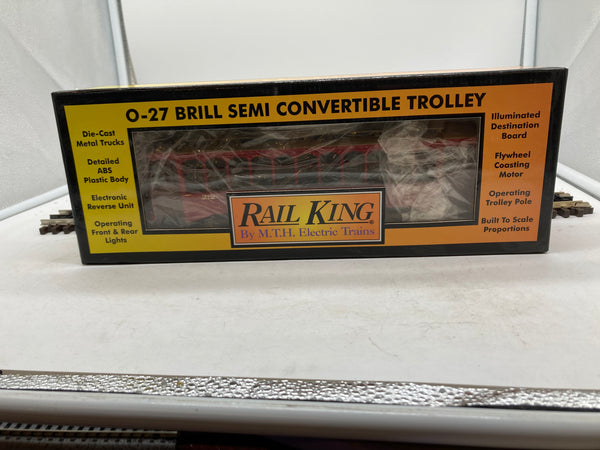 O-27 BRILL SEMI CONVERTIBLE TROLLEY
Die-Cast
Metal Trucks
Detailed
ABS
Plastic Body
Electronic
Reverse Unit
Operating
Front & Rear
Lights
Illuminated
Destination
Board
Flywheel
Coasting
Motor
Operating
Trolley Pole
Built To Scale
Proportions
RAIL KING
By M.T.H. Electric Trains